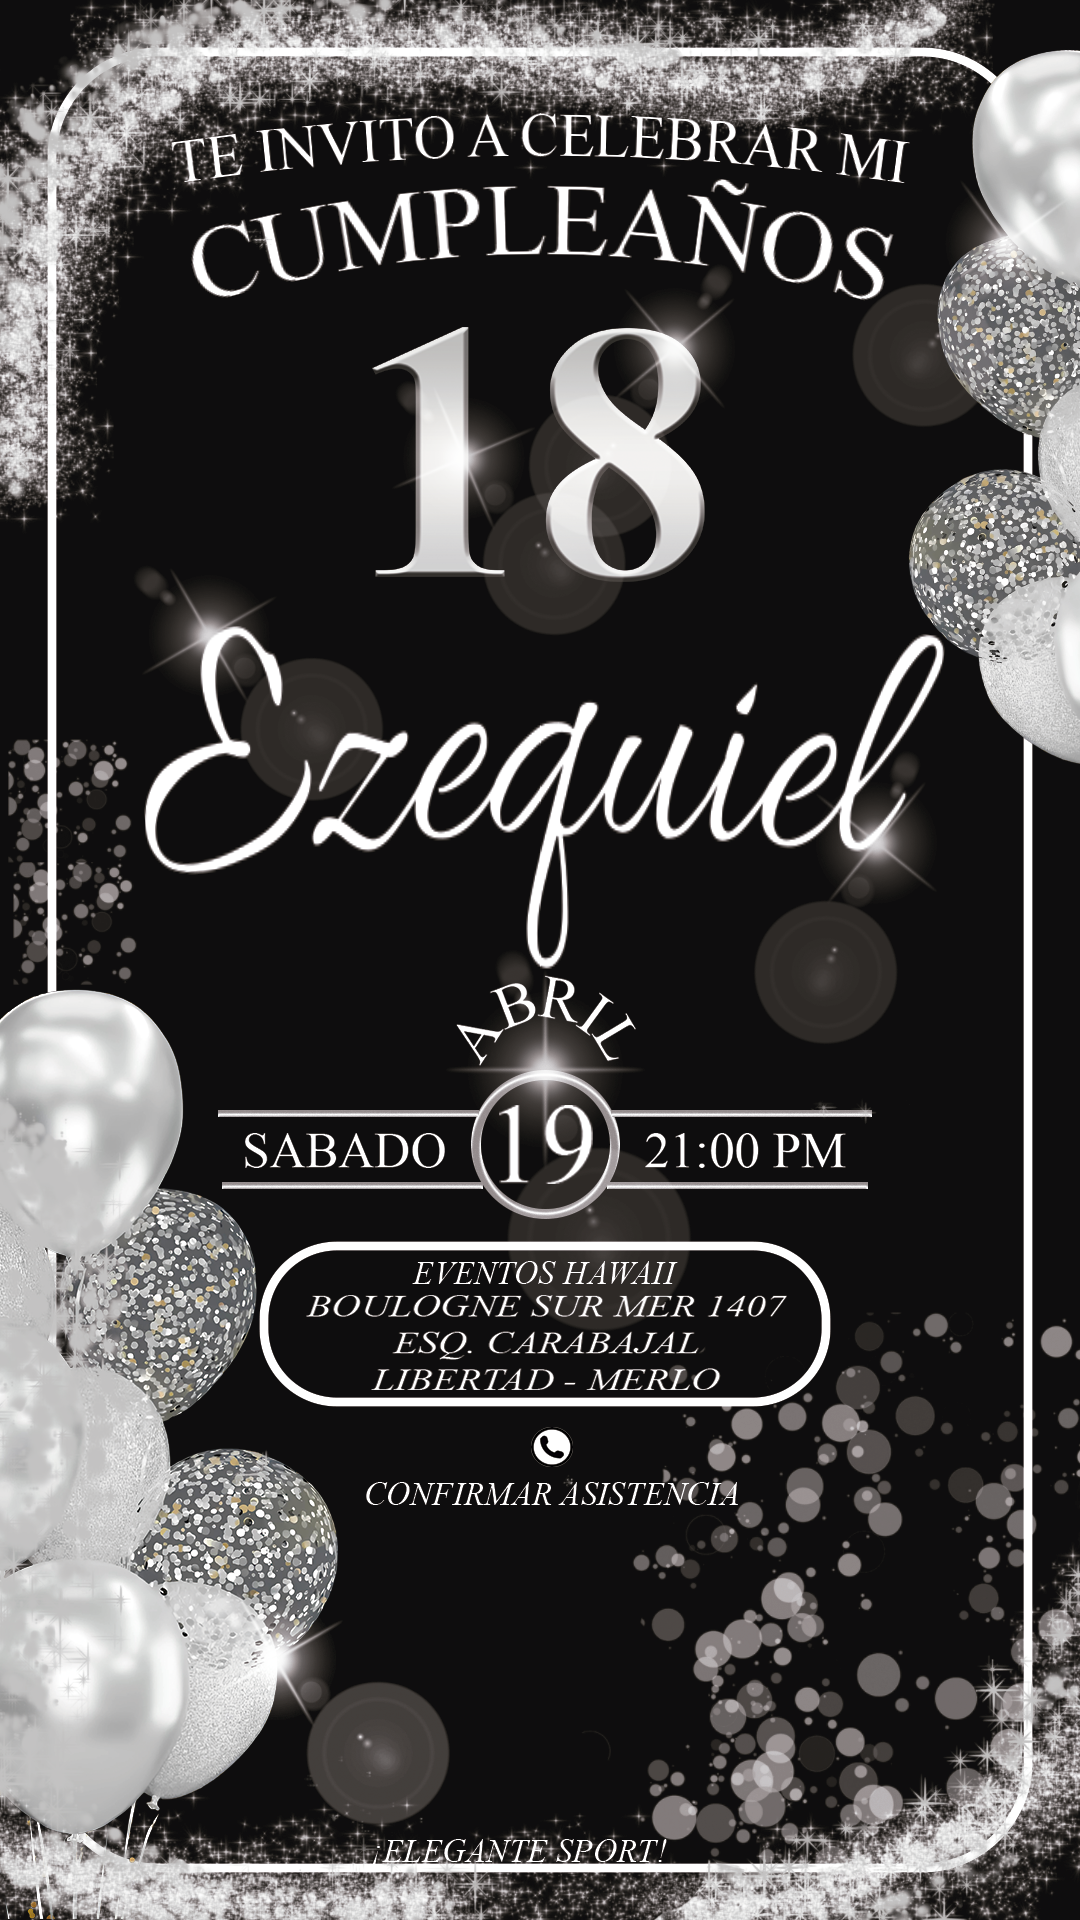 TE INVITO A CELEBRAR MI
CUMPLEAÑOS
18
Ezequiel
ABRIL
SABADO 19 21:00 PM
EVENTOS HAWAII
BOULOGNE SUR MER 1407
ESQ. CARABAJAL
LIBERTAD - MERLO
CONFIRMAR ASISTENCIA
¡ELEGANTE SPORT!